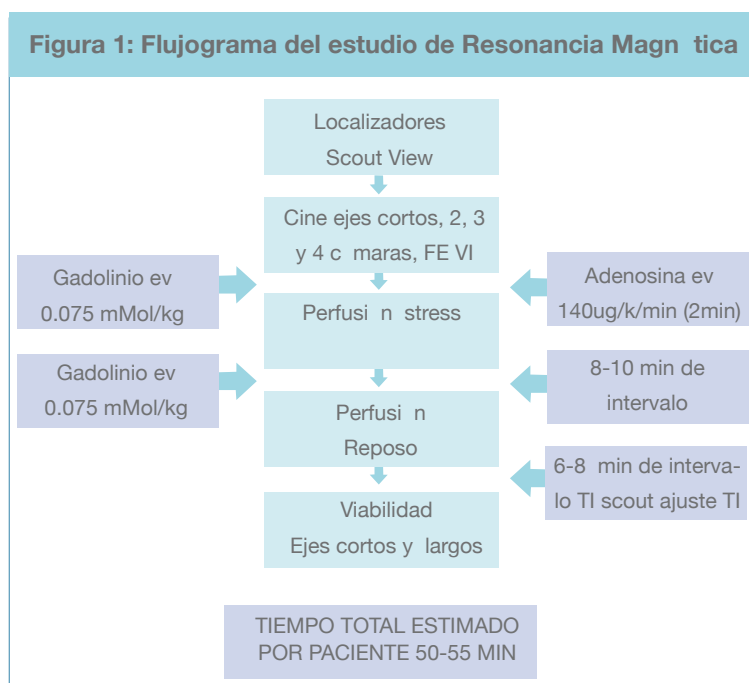 Figura 1: Flujograma del estudio de Resonancia Magn tica
Localizadores
Scout View
Cine ejes cortos, 2, 3
y 4 c maras, FE VI
Gadolinio ev
0.075 mMol/kg
Adenosina ev
140ug/k/min (2min)
Perfusi n stress
Gadolinio ev
0.075 mMol/kg
8-10 min de
intervalo
Perfusi n
Reposo
6-8 min de interva-
lo TI scout ajuste TI
Viabilidad
Ejes cortos y largos
TIEMPO TOTAL ESTIMADO
POR PACIENTE 50-55 MIN